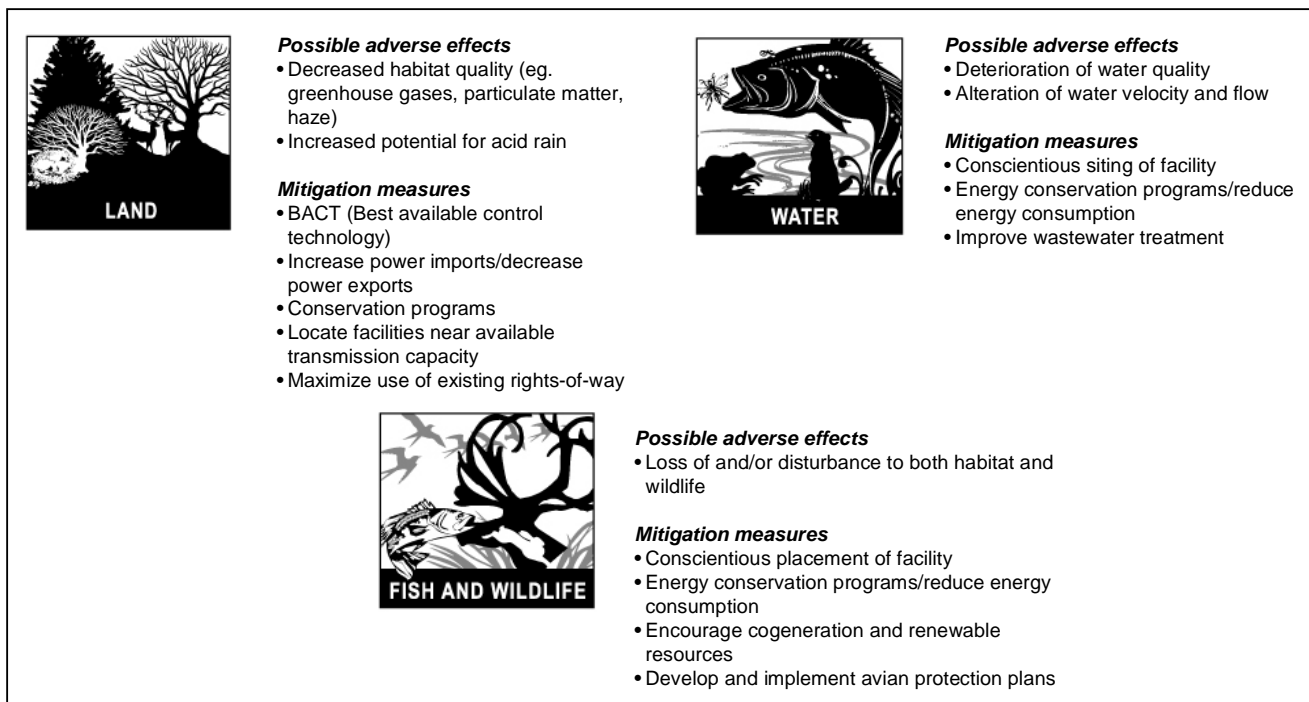 LAND
Possible adverse effects
• Decreased habitat quality (eg.
greenhouse gases, particulate matter,
haze)
• Increased potential for acid rain
Mitigation measures
• BACT (Best available control
technology)
• Increase power imports/decrease
power exports
• Conservation programs
• Locate facilities near available
transmission capacity
• Maximize use of existing rights-of-way
WATER
Possible adverse effects
• Deterioration of water quality
• Alteration of water velocity and flow
Mitigation measures
• Conscientious siting of facility
• Energy conservation programs/reduce
energy consumption
• Improve wastewater treatment
FISH AND WILDLIFE
Possible adverse effects
• Loss of and/or disturbance to both habitat and
wildlife
Mitigation measures
• Conscientious placement of facility
• Energy conservation programs/reduce energy
consumption
• Encourage cogeneration and renewable
resources
• Develop and implement avian protection plans